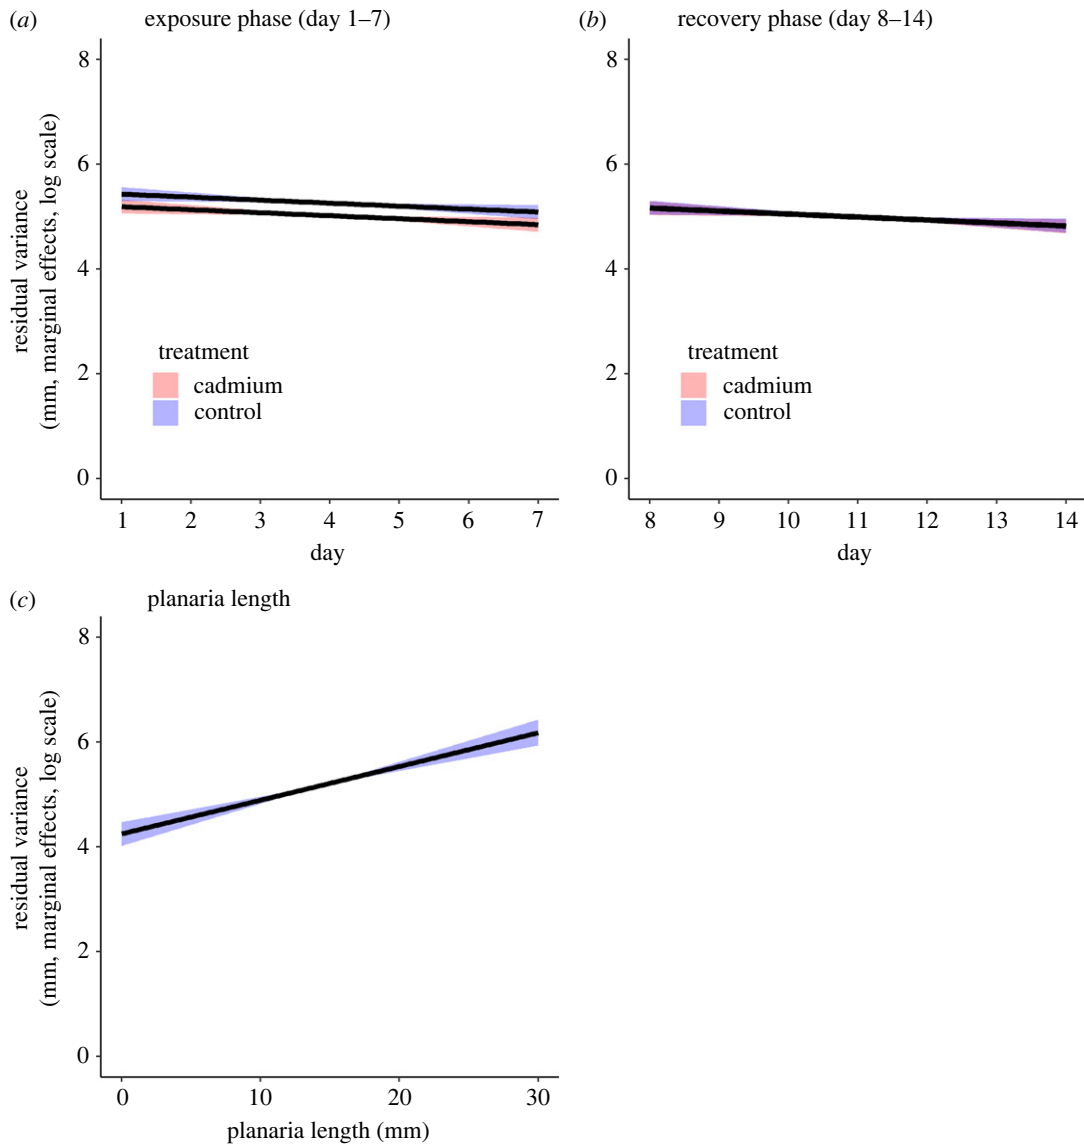 (a) exposure phase (day 1–7)
residual variance
(mm, marginal effects, log scale)
8
6
4
2
0
treatment
cadmium
control
1 2 3 4 5 6 7
day
(b) recovery phase (day 8–14)
8
6
4
2
0
treatment
cadmium
control
8 9 10 11 12 13 14
day
(c) planaria length
residual variance
(mm, marginal effects, log scale)
8
6
4
2
0
0 10 20 30
planaria length (mm)